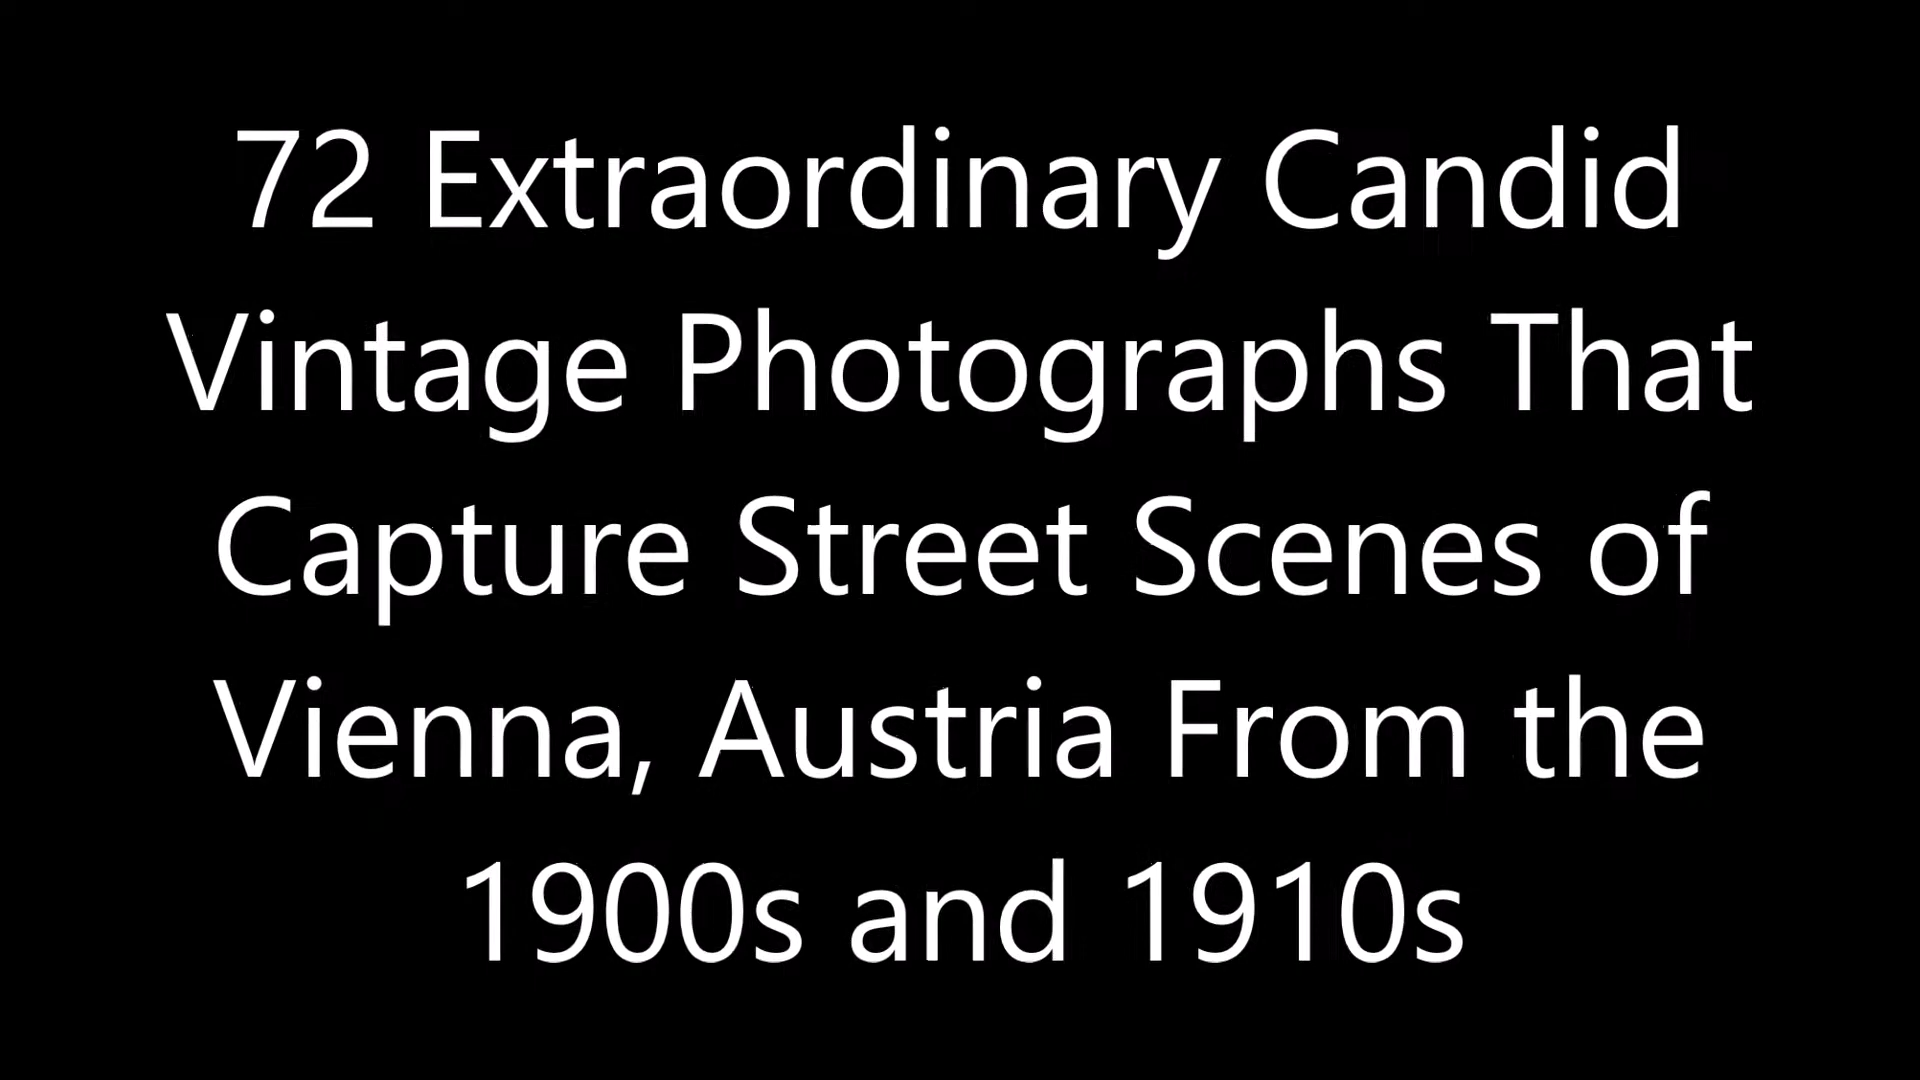 72 Extraordinary Candid
Vintage Photographs That
Capture Street Scenes of
Vienna, Austria From the
1900s and 1910s